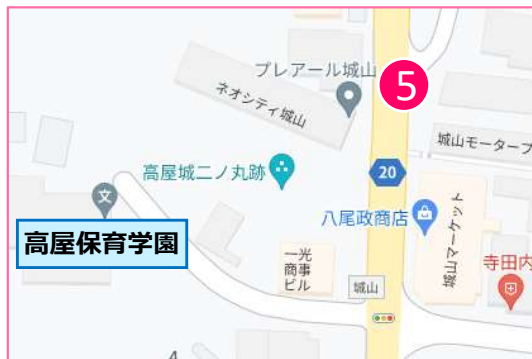 プレアール城山
5
ネオシティ城山
城山モータープ
高屋城二ノ丸跡
20
文
高屋保育学園
八尾政商店
城山マーケット
一光
商事
ビル
城山
寺田内
4